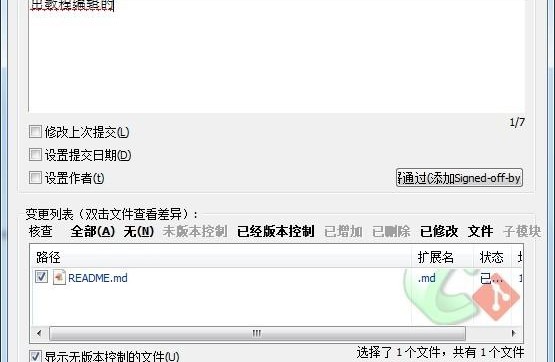 出教程编辑的
1/7
修改上次提交(L)
设置提交日期(D)
设置作者(t)
通过(添加Signed-off-by
变更列表（双击文件查看差异）:
核查 全部(A) 无(N) 未版本控制 已经版本控制 已增加 已删除 已修改 文件 子模块
路径 扩展名 状态
README.md .md 已... 1
显示无版本控制的文件(U) 选择了 1 个文件，共有 1 个文件